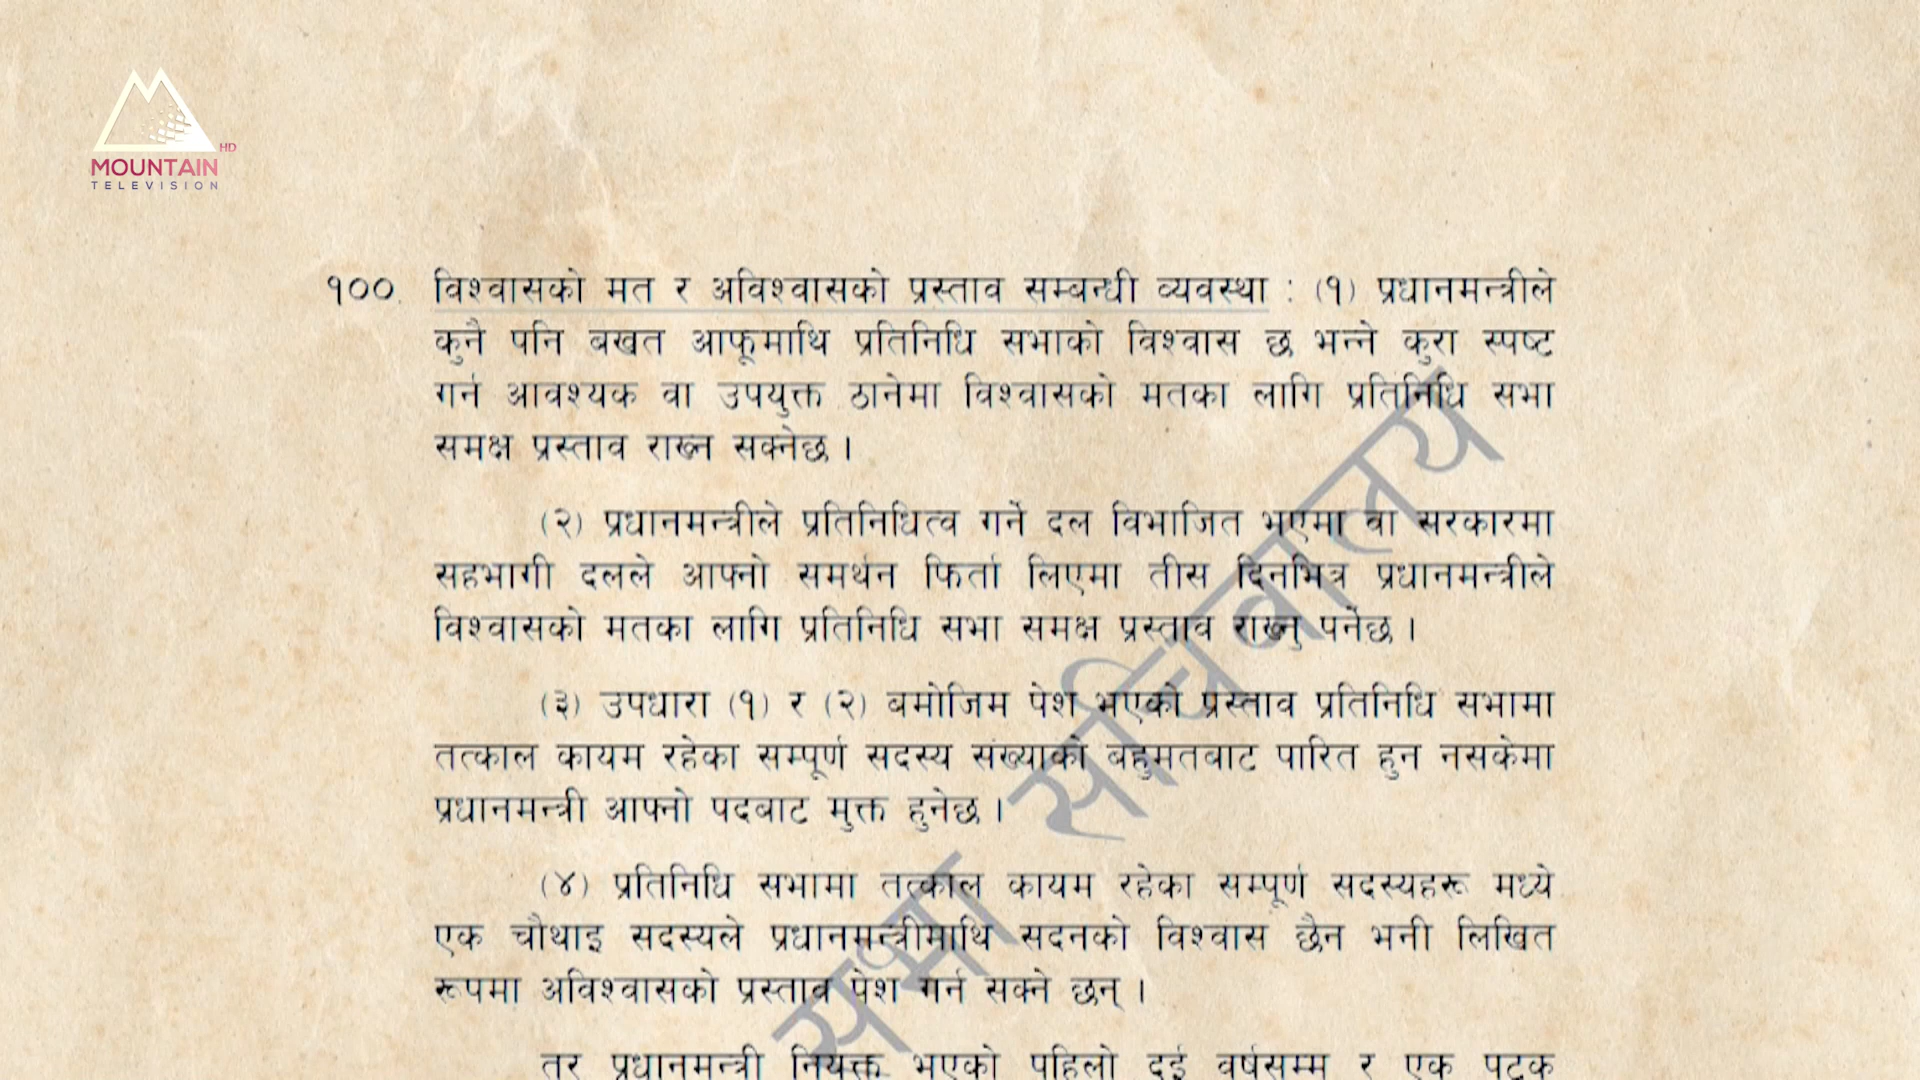 MOUNTAIN HD
TELEVISION
१००. विश्वासको मत र अविश्वासको प्रस्ताव सम्बन्धी व्यवस्था : (१) प्रधानमन्त्रीले
कुनै पनि बखत आफूमाथि प्रतिनिधि सभाको विश्वास छ भन्ने कुरा स्पष्ट
गर्न आवश्यक वा उपयुक्त ठानेमा विश्वासको मतका लागि प्रतिनिधि सभा
समक्ष प्रस्ताव राख्न सक्नेछ ।
(२) प्रधानमन्त्रीले प्रतिनिधित्व गर्ने दल विभाजित भएमा वा सरकारमा
सहभागी दलले आफ्नो समर्थन फिर्ता लिएमा तीस दिनभित्र प्रधानमन्त्रीले
विश्वासको मतका लागि प्रतिनिधि सभा समक्ष प्रस्ताव राख्नु पर्नेछ ।
(३) उपधारा (१) र (२) बमोजिम पेश भएको प्रस्ताव प्रतिनिधि सभामा
तत्काल कायम रहेका सम्पूर्ण सदस्य संख्याको बहुमतबाट पारित हुन नसकेमा
प्रधानमन्त्री आफ्नो पदबाट मुक्त हुनेछ ।
(४) प्रतिनिधि सभामा तत्काल कायम रहेका सम्पूर्ण सदस्यहरू मध्ये
एक चौथाइ सदस्यले प्रधानमन्त्रीमाथि सदनको विश्वास छैन भनी लिखित
रूपमा अविश्वासको प्रस्ताव पेश गर्न सक्ने छन् ।
तर प्रधानमन्त्री नियुक्त भएको पहिलो दुई वर्षसम्म र एक पटक
सभा सचिवालय